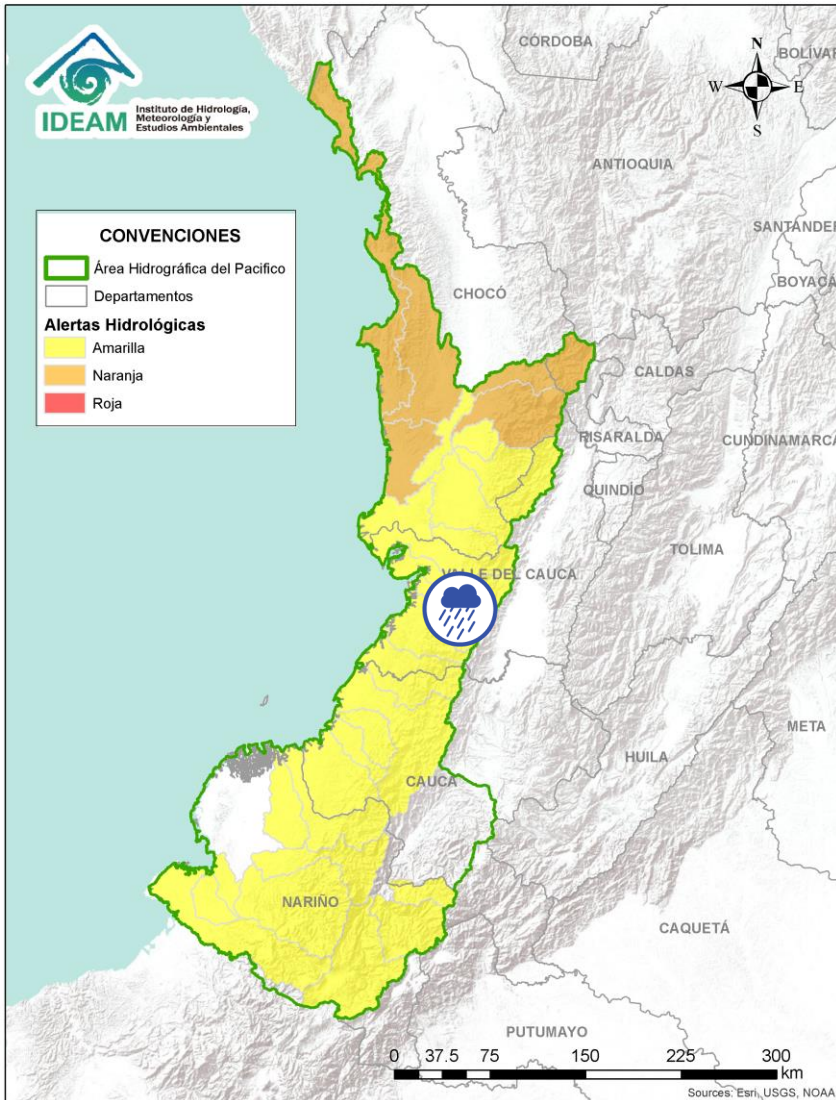 IDEAM
Instituto de Hidrología,
Meteorología y
Estudios Ambientales
CÓRDOBA
BOLÍVAR
N
W
E
S
ANTIOQUIA
SANTANDER
BOYACÁ
CONVENCIONES
Área Hidrográfica del Pacifico
Departamentos
Alertas Hidrológicas
Amarilla
Naranja
Roja
CHOCÓ
CALDAS
RISARALDA
CUNDINAMARCA
QUINDÍO
TOLIMA
VALLE DEL CAUCA
META
HUILA
CAUCA
NARIÑO
CAQUETÁ
PUTUMAYO
0 37.5 75 150 225 300
km
Sources: Esri, USGS, NOAA